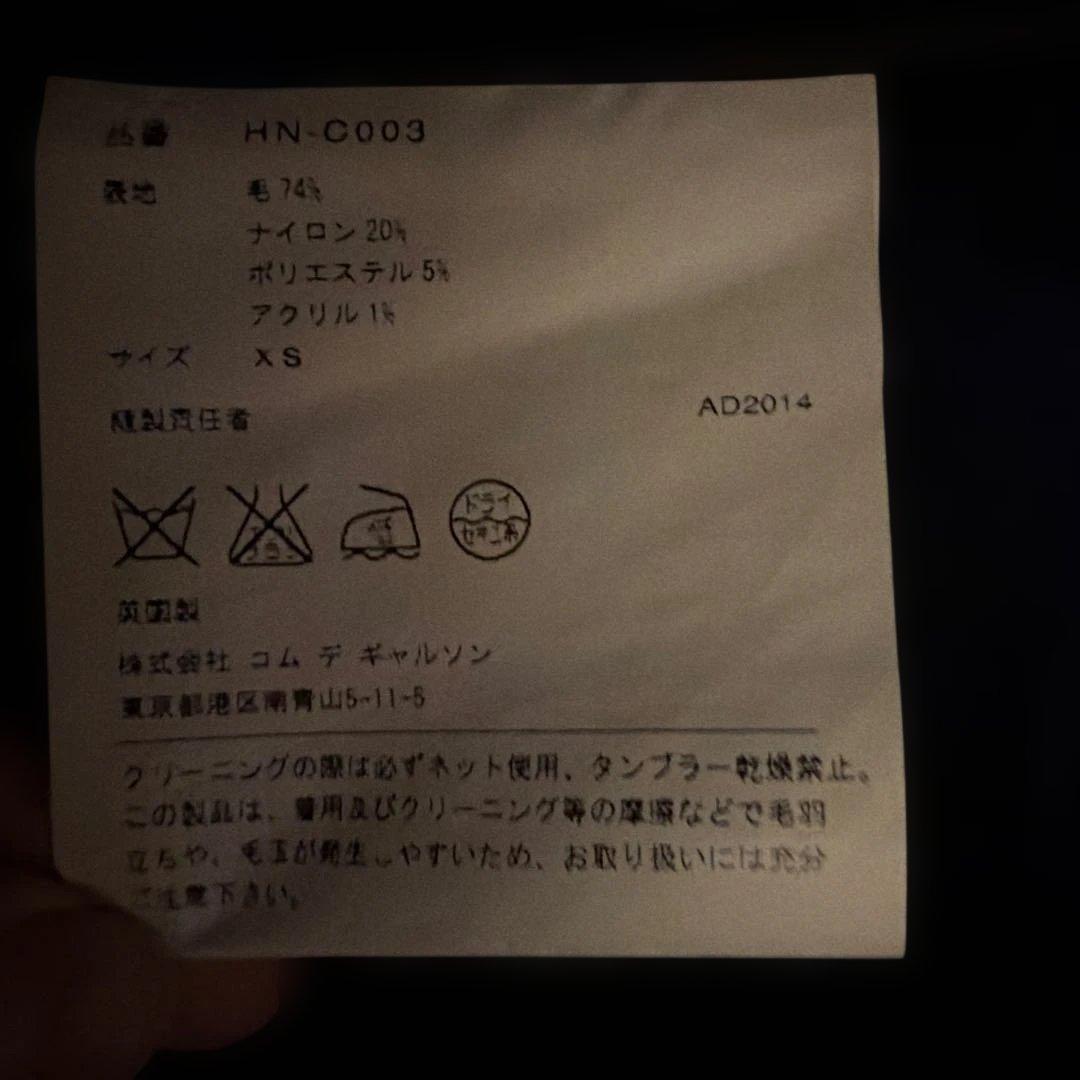 品番 HN-C003
表地 毛 74%
ナイロン 20%
ポリエステル 5%
アクリル 1%
サイズ XS
AD2014
縫製責任者
ドライ
セキユ系
英国製
株式会社 コム デ ギャルソン
東京都港区南青山5-11-5
クリーニングの際は必ずネット使用、タンブラー乾燥禁止。
この製品は、着用及びクリーニング等の摩擦などで毛羽
立ちや、毛玉が発生しやすいため、お取り扱いには充分
ご注意下さい。